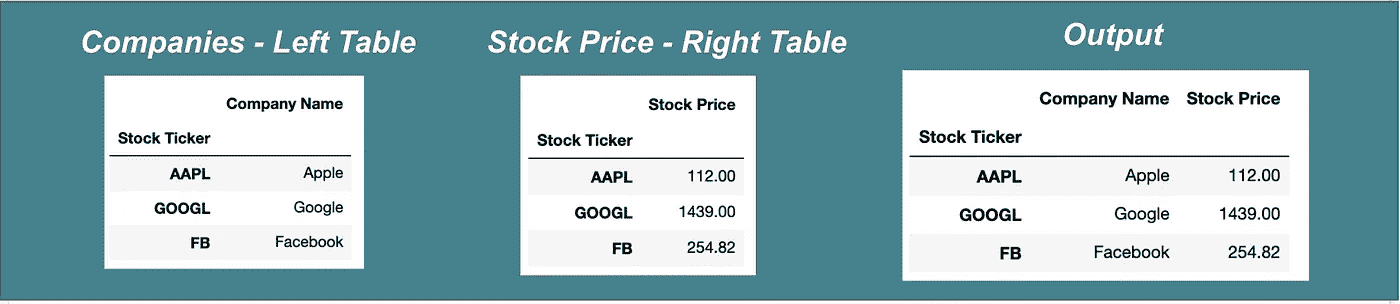 Companies - Left Table
Company Name
Stock Ticker
AAPL Apple
GOOGL Google
FB Facebook
Stock Price - Right Table
Stock Price
Stock Ticker
AAPL 112.00
GOOGL 1439.00
FB 254.82
Output
Company Name Stock Price
Stock Ticker
AAPL Apple 112.00
GOOGL Google 1439.00
FB Facebook 254.82